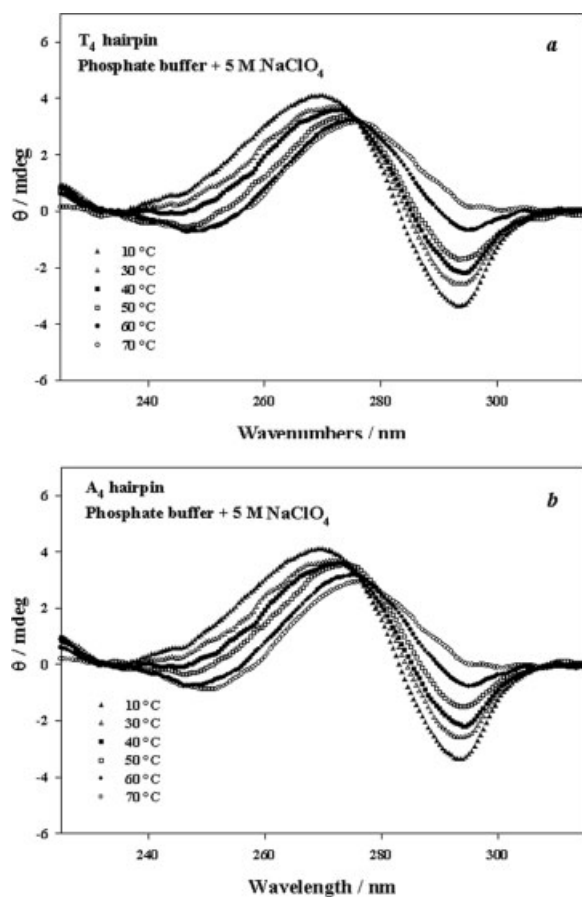 6
4
2
0
-2
-4
-6
θ / mdeg
T4 hairpin
Phosphate buffer + 5 M NaClO4
a
10 °C
30 °C
40 °C
50 °C
60 °C
70 °C
240 260 280 300
Wavenumbers / nm
6
4
2
0
-2
-4
-6
θ / mdeg
A4 hairpin
Phosphate buffer + 5 M NaClO4
b
10 °C
30 °C
40 °C
50 °C
60 °C
70 °C
240 260 280 300
Wavelength / nm